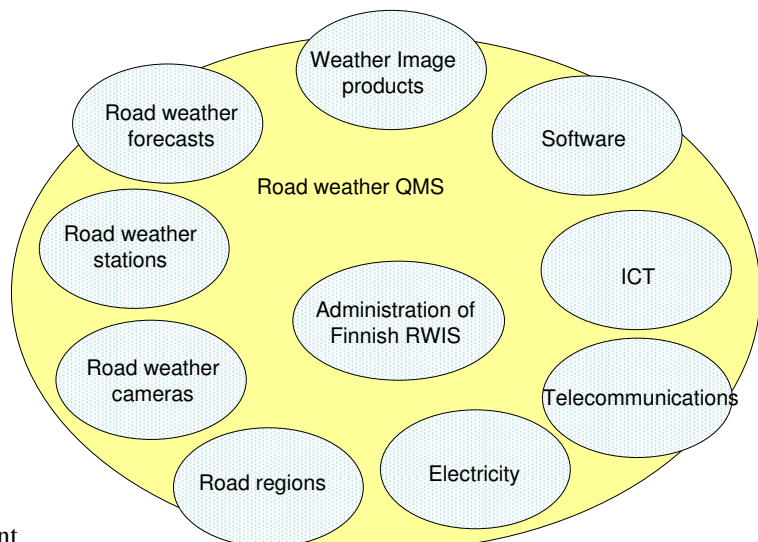 Weather Image
products
Road weather
forecasts
Software
Road weather QMS
Road weather
stations
ICT
Administration of
Finnish RWIS
Road weather
cameras
Telecommunications
Road regions
Electricity
nt